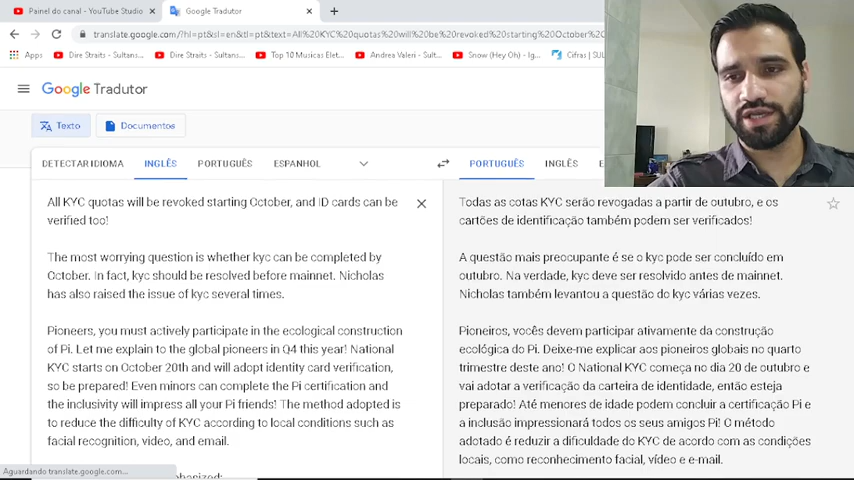 Painel do canal - YouTube Studio
Google Tradutor
translate.google.com/?hl=pt&sl=en&tl=pt&text=All%20KYC%20quotas%20will%20be%20revoked%20starting%20October%2C
Apps
Dire Straits - Sultans...
Dire Straits - Sultans...
Top 10 Musicas Elet...
Andrea Valeri - Sult...
Snow (Hey Oh) - Ig...
Cifras | SUL
Google Tradutor
Texto
Documentos
DETECTAR IDIOMA
INGLÊS
PORTUGUÊS
ESPANHOL
PORTUGUÊS
INGLÊS
E
All KYC quotas will be revoked starting October, and ID cards can be
verified too!
The most worrying question is whether kyc can be completed by
October. In fact, kyc should be resolved before mainnet. Nicholas
has also raised the issue of kyc several times.
Pioneers, you must actively participate in the ecological construction
of Pi. Let me explain to the global pioneers in Q4 this year! National
KYC starts on October 20th and will adopt identity card verification,
so be prepared! Even minors can complete the Pi certification and
the inclusivity will impress all your Pi friends! The method adopted is
to reduce the difficulty of KYC according to local conditions such as
facial recognition, video, and email.
Todas as cotas KYC serão revogadas a partir de outubro, e os
cartões de identificação também podem ser verificados!
A questão mais preocupante é se o kyc pode ser concluído em
outubro. Na verdade, kyc deve ser resolvido antes de mainnet.
Nicholas também levantou a questão do kyc várias vezes.
Pioneiros, vocês devem participar ativamente da construção
ecológica do Pi. Deixe-me explicar aos pioneiros globais no quarto
trimestre deste ano! O National KYC começa no dia 20 de outubro e
vai adotar a verificação da carteira de identidade, então esteja
preparado! Até menores de idade podem concluir a certificação Pi e
a inclusão impressionará todos os seus amigos Pi! O método
adotado é reduzir a dificuldade do KYC de acordo com as condições
locais, como reconhecimento facial, vídeo e e-mail.
Aguardando translate.google.com...